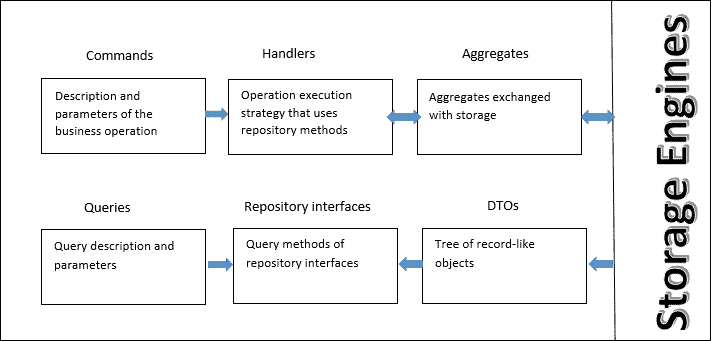 Commands
Handlers
Aggregates
Description and
parameters of the
business operation
Operation execution
strategy that uses
repository methods
Aggregates exchanged
with storage
Queries
Repository interfaces
DTOs
Query description and
parameters
Query methods of
repository interfaces
Tree of record-like
objects
Storage Engines